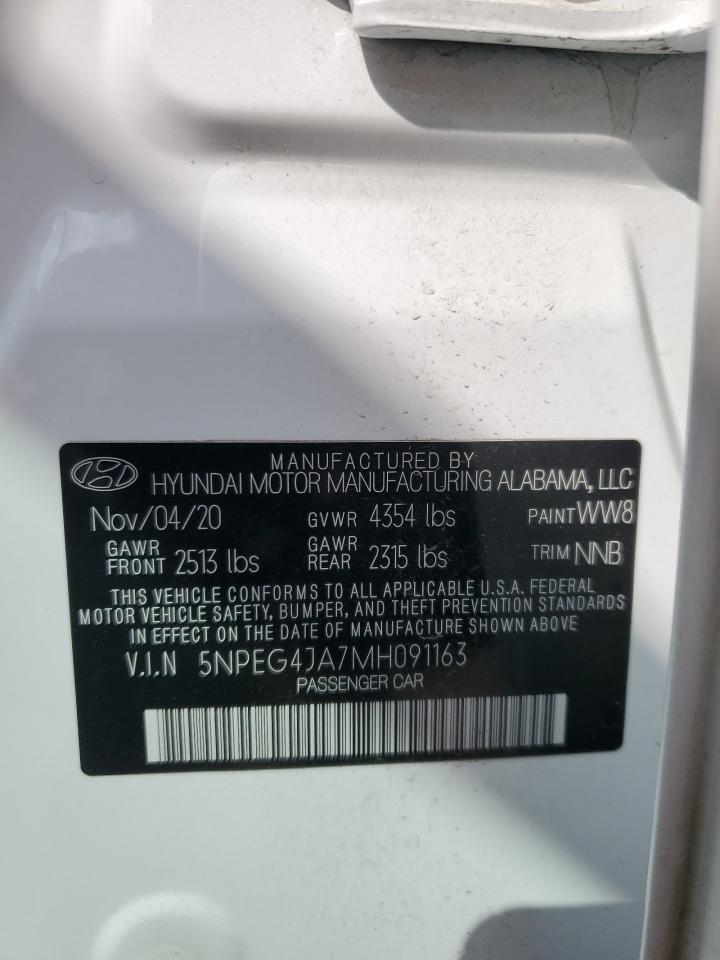 MANUFACTURED BY
HYUNDAI MOTOR MANUFACTURING ALABAMA, LLC
Nov/04/20 GVWR 4354 lbs PAINT WW8
GAWR FRONT 2513 lbs GAWR REAR 2315 lbs TRIM NNB
THIS VEHICLE CONFORMS TO ALL APPLICABLE U.S.A. FEDERAL
MOTOR VEHICLE SAFETY, BUMPER, AND THEFT PREVENTION STANDARDS
IN EFFECT ON THE DATE OF MANUFACTURE SHOWN ABOVE.
V.I.N 5NPEG4JA7MH091163
PASSENGER CAR